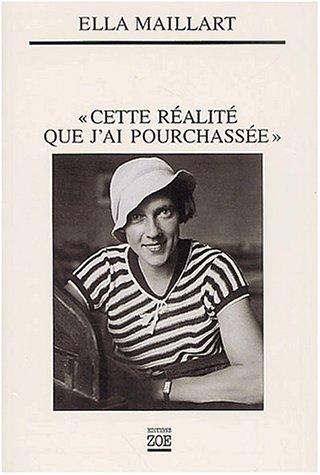 ELLA MAILLART
« CETTE RÉALITÉ
QUE J'AI POURCHASSÉE »
EDITIONS
ZOE